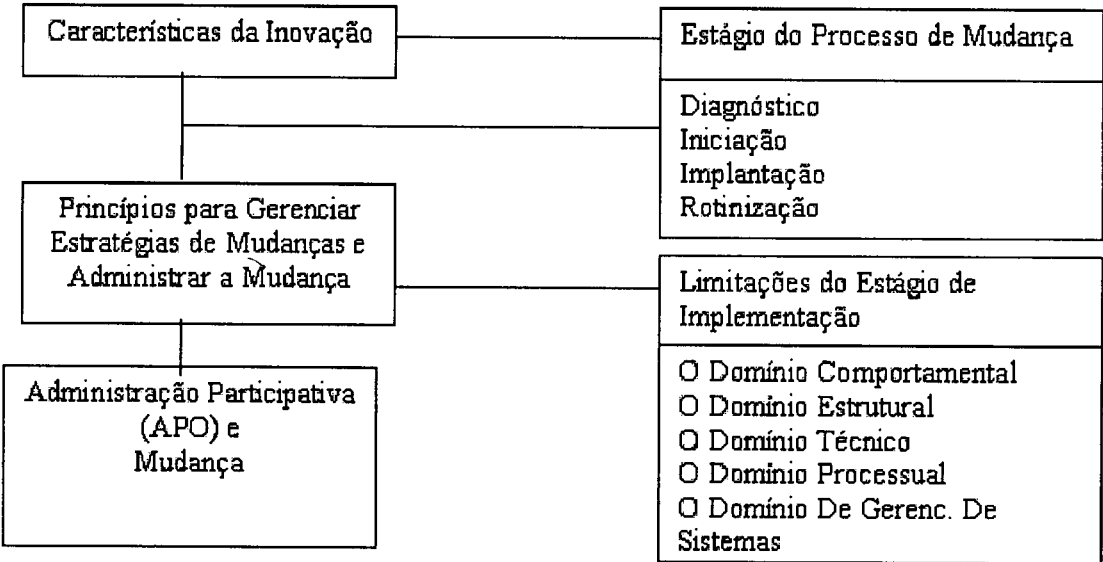 Características da Inovação
Estágio do Processo de Mudança
Diagnóstico
Iniciação
Implantação
Rotinização
Princípios para Gerenciar
Estratégias de Mudanças e
Administrar a Mudança
Limitações do Estágio de
Implementação
O Domínio Comportamental
O Domínio Estrutural
O Domínio Técnico
O Domínio Processual
O Domínio De Gerenc. De
Sistemas
Administração Participativa
(APO) e
Mudança